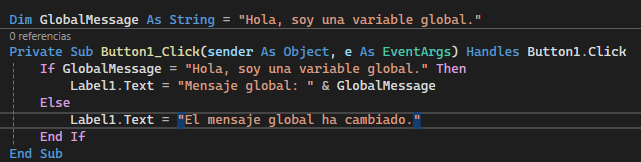 Dim GlobalMessage As String = "Hola, soy una variable global."
0 referencias
Private Sub Button1_Click(sender As Object, e As EventArgs) Handles Button1.Click
    If GlobalMessage = "Hola, soy una variable global." Then
        Label1.Text = "Mensaje global: " & GlobalMessage
    Else
        Label1.Text = "El mensaje global ha cambiado."
    End If
End Sub